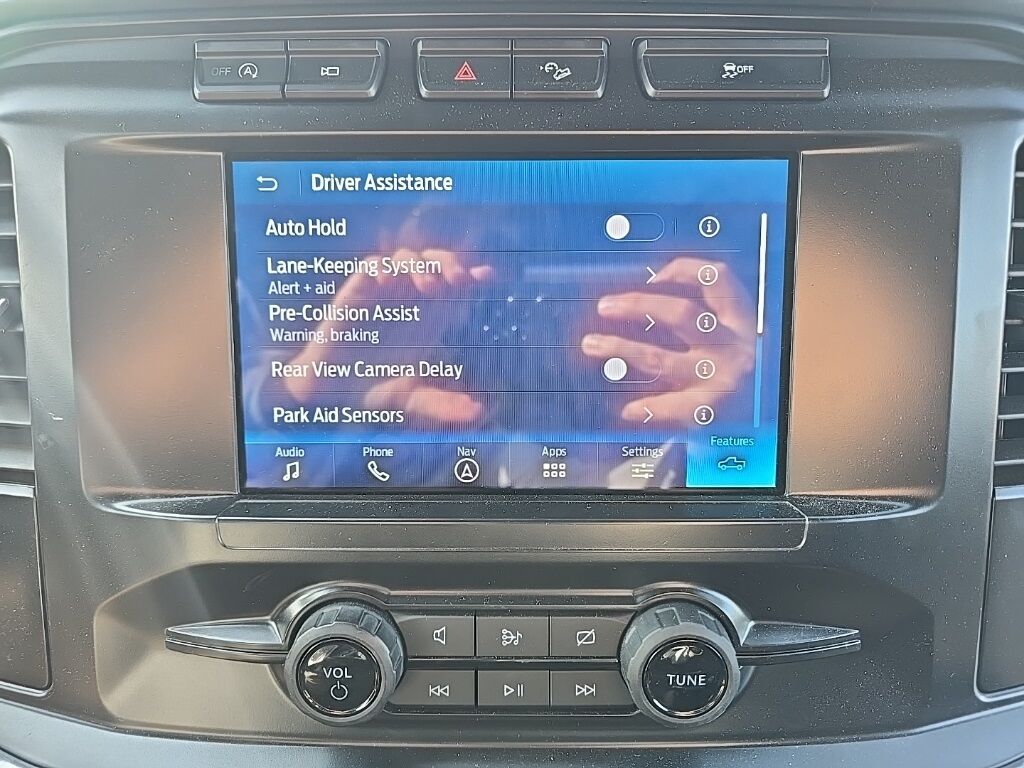 OFF A
OFF
Driver Assistance
Auto Hold
Lane-Keeping System
Alert + aid
Pre-Collision Assist
Warning, braking
Rear View Camera Delay
Park Aid Sensors
Audio
Phone
Nav
Apps
Settings
Features
VOL
TUNE